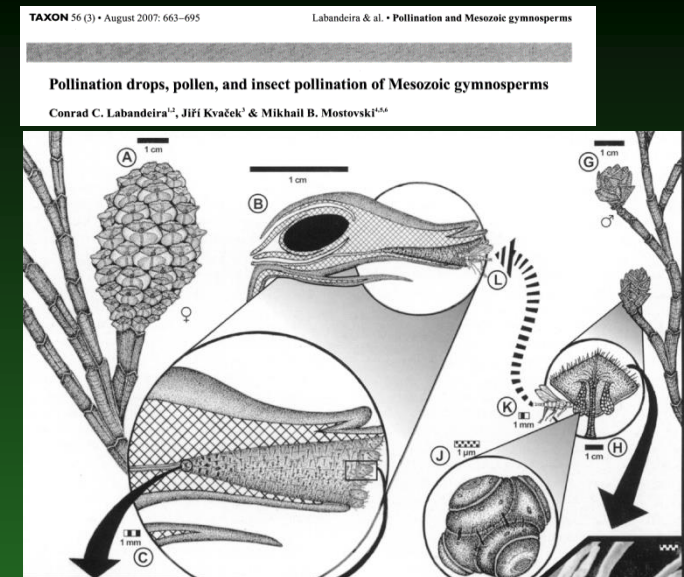 TAXON 56 (3) • August 2007: 663–695
Labandeira & al. • Pollination and Mesozoic gymnosperms
Pollination drops, pollen, and insect pollination of Mesozoic gymnosperms
Conrad C. Labandeira1,2, Jiří Kvaček3 & Mikhail B. Mostovski4,5,6
A
1 cm
B
1 cm
G
1 cm
♂
♀
L
K
1 mm
H
1 cm
J
1 µm
C
1 mm